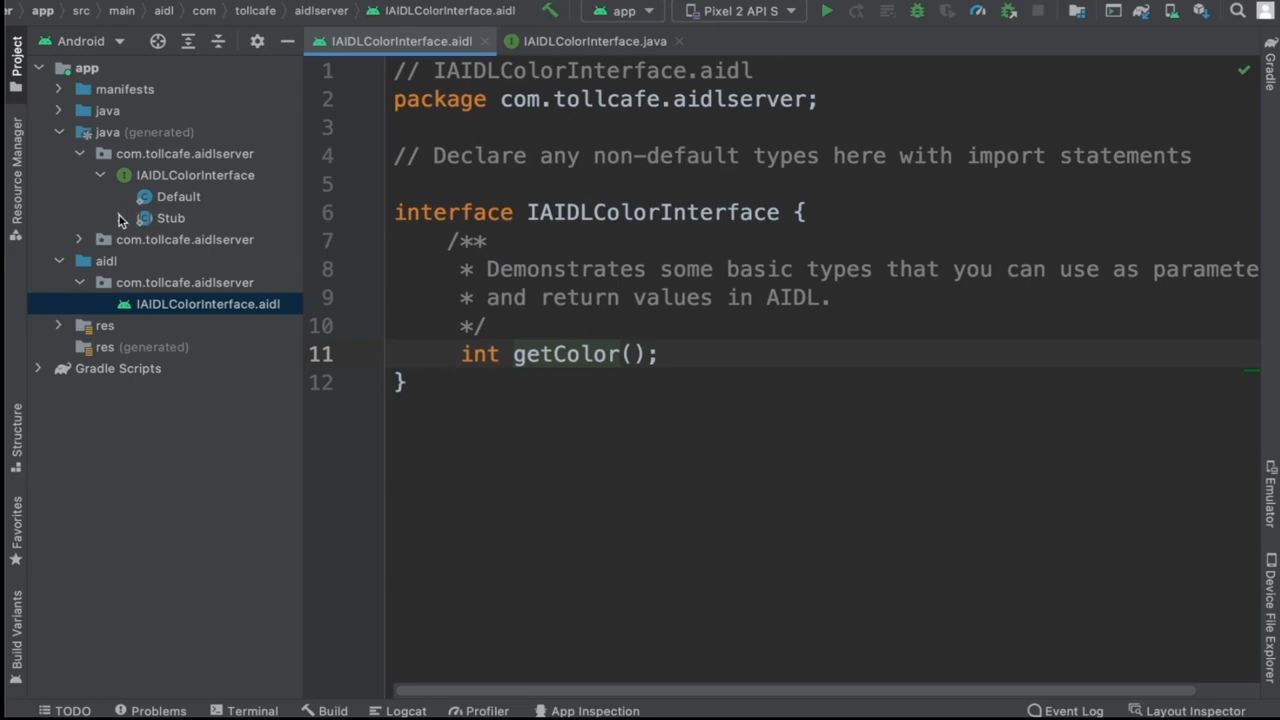 app
src
main
aidl
com
tollcafe
aidlserver
IAIDLColorInterface.aidl
app
Pixel 2 API S
Project
Android
IAIDLColorInterface.aidl
IAIDLColorInterface.java
Gradle
app
manifests
java
java (generated)
com.tollcafe.aidlserver
IAIDLColorInterface
Default
Stub
com.tollcafe.aidlserver
aidl
com.tollcafe.aidlserver
IAIDLColorInterface.aidl
res
res (generated)
Gradle Scripts
Resource Manager
Structure
Favorites
Build Variants
1 // IAIDLColorInterface.aidl
2 package com.tollcafe.aidlserver;
3
4 // Declare any non-default types here with import statements
5
6 interface IAIDLColorInterface {
7 /**
8 * Demonstrates some basic types that you can use as paramete
9 * and return values in AIDL.
10 */
11 int getColor();
12 }
Emulator
Device File Explorer
TODO
Problems
Terminal
Build
Logcat
Profiler
App Inspection
Event Log
Layout Inspector